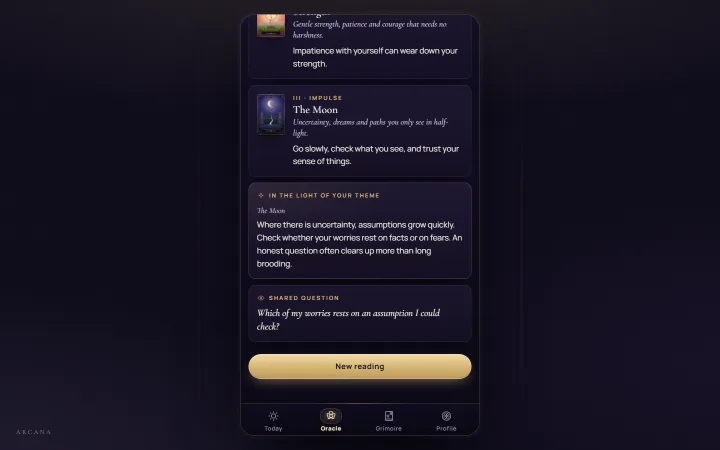 Strength
Gentle strength, patience and courage that needs no
harshness.
Impatience with yourself can wear down your
strength.
III · IMPULSE
The Moon
Uncertainty, dreams and paths you only see in half-
light.
Go slowly, check what you see, and trust your
sense of things.
IN THE LIGHT OF YOUR THEME
The Moon
Where there is uncertainty, assumptions grow quickly.
Check whether your worries rest on facts or on fears. An
honest question often clears up more than long
brooding.
SHARED QUESTION
Which of my worries rests on an assumption I could
check?
New reading
Today Oracle Grimoire Profile
ARCANA